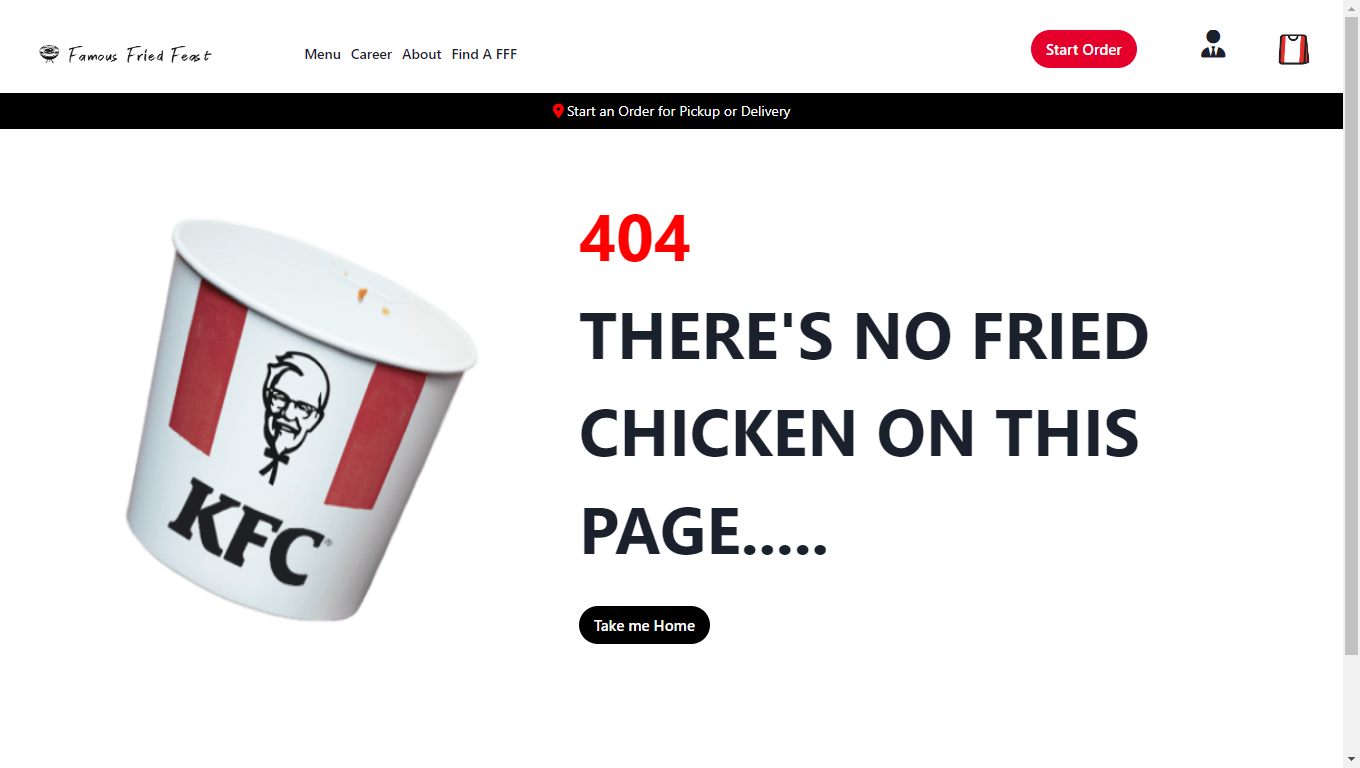 Famous Fried Feast
Menu Career About Find A FFF
Start Order
Start an Order for Pickup or Delivery
404
THERE'S NO FRIED
CHICKEN ON THIS
PAGE.....
KFC®
Take me Home